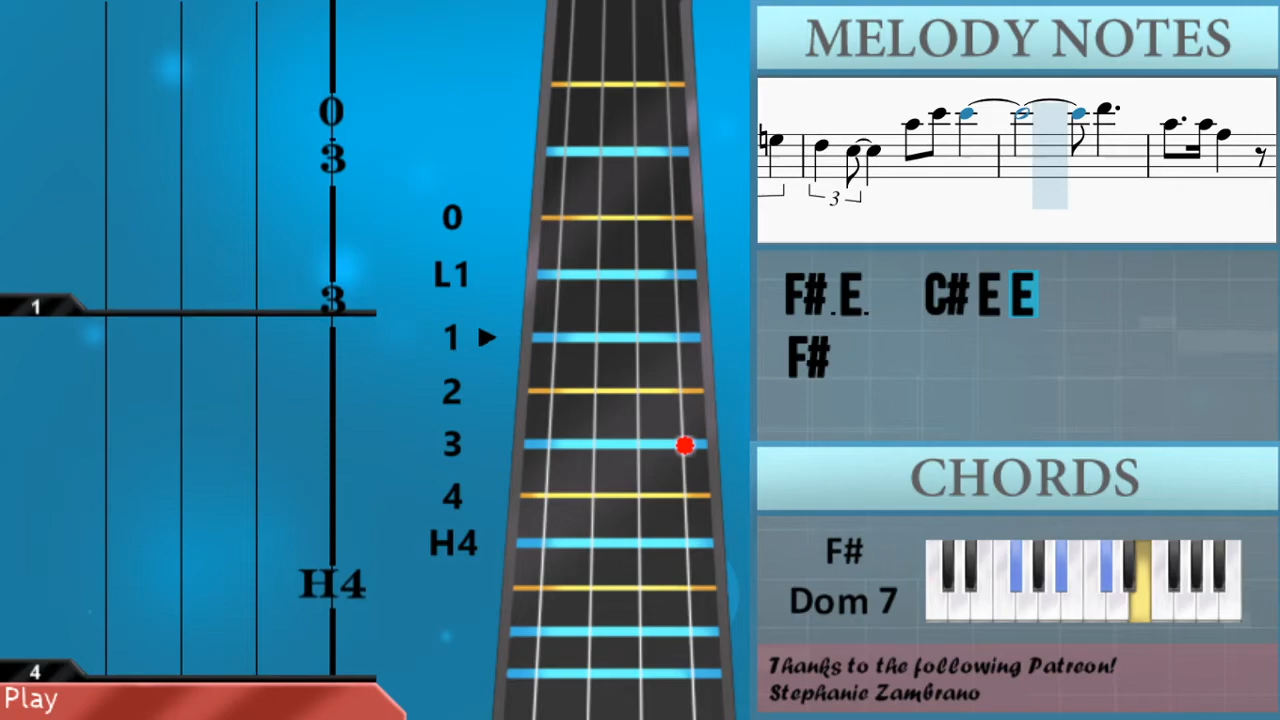 0
3
3
1
H4
4
Play
0
L1
1
2
3
4
H4
MELODY NOTES
3
F#.E. C# E E
F#
CHORDS
F#
Dom 7
Thanks to the following Patreon!
Stephanie Zambrano